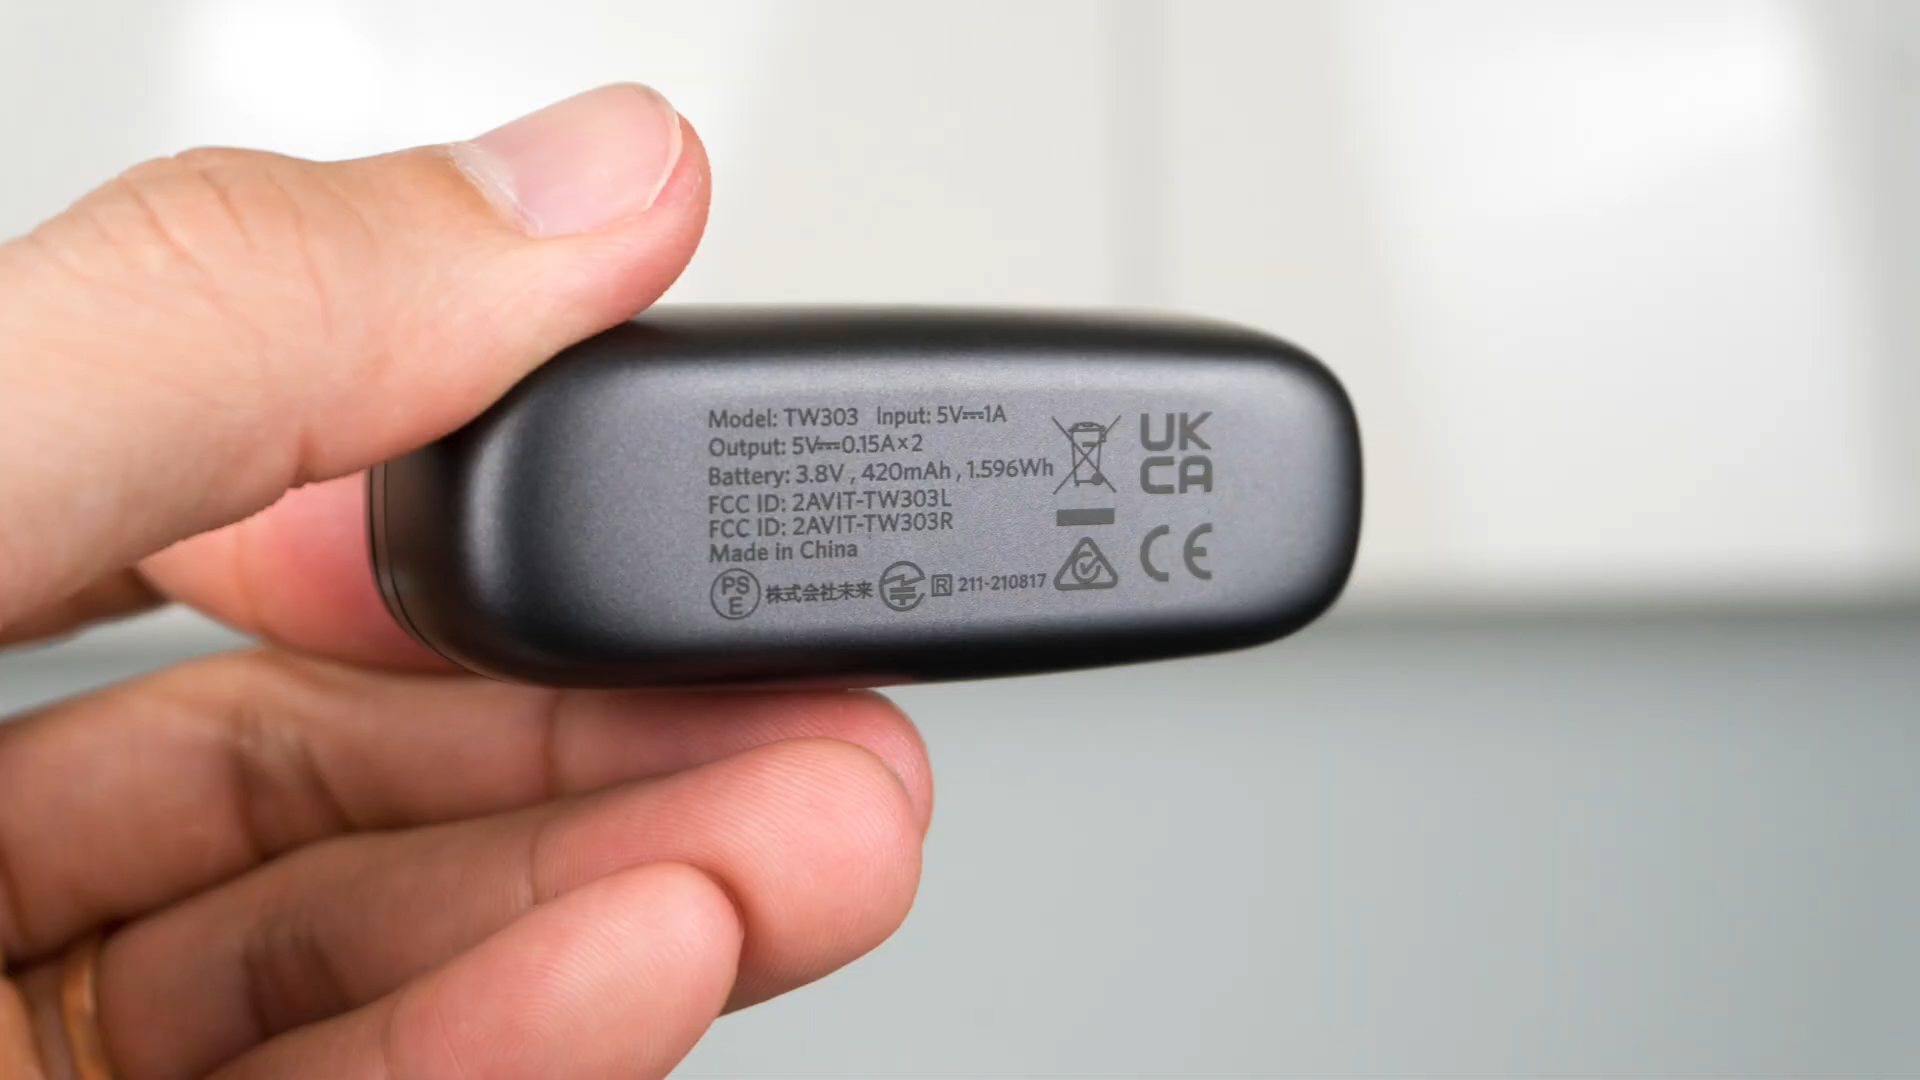 Model: TW303 Input: 5V⎓1A
Output: 5V⎓0.15A×2
Battery: 3.8V , 420mAh , 1.596Wh
FCC ID: 2AVIT-TW303L
FCC ID: 2AVIT-TW303R
Made in China
PS
E
株式会社未来
R 211-210817
UK
CA
CE